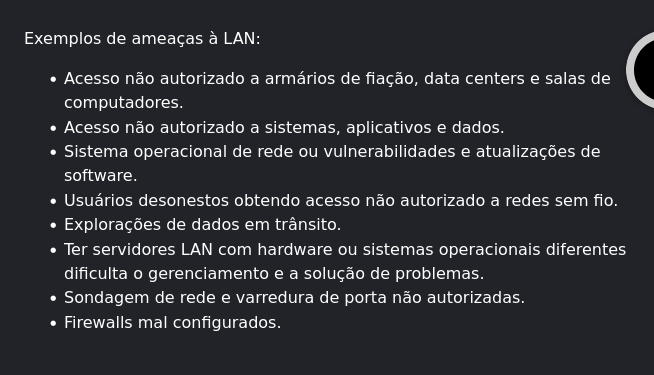 Exemplos de ameaças à LAN:
• Acesso não autorizado a armários de fiação, data centers e salas de
computadores.
• Acesso não autorizado a sistemas, aplicativos e dados.
• Sistema operacional de rede ou vulnerabilidades e atualizações de
software.
• Usuários desonestos obtendo acesso não autorizado a redes sem fio.
• Explorações de dados em trânsito.
• Ter servidores LAN com hardware ou sistemas operacionais diferentes
dificulta o gerenciamento e a solução de problemas.
• Sondagem de rede e varredura de porta não autorizadas.
• Firewalls mal configurados.